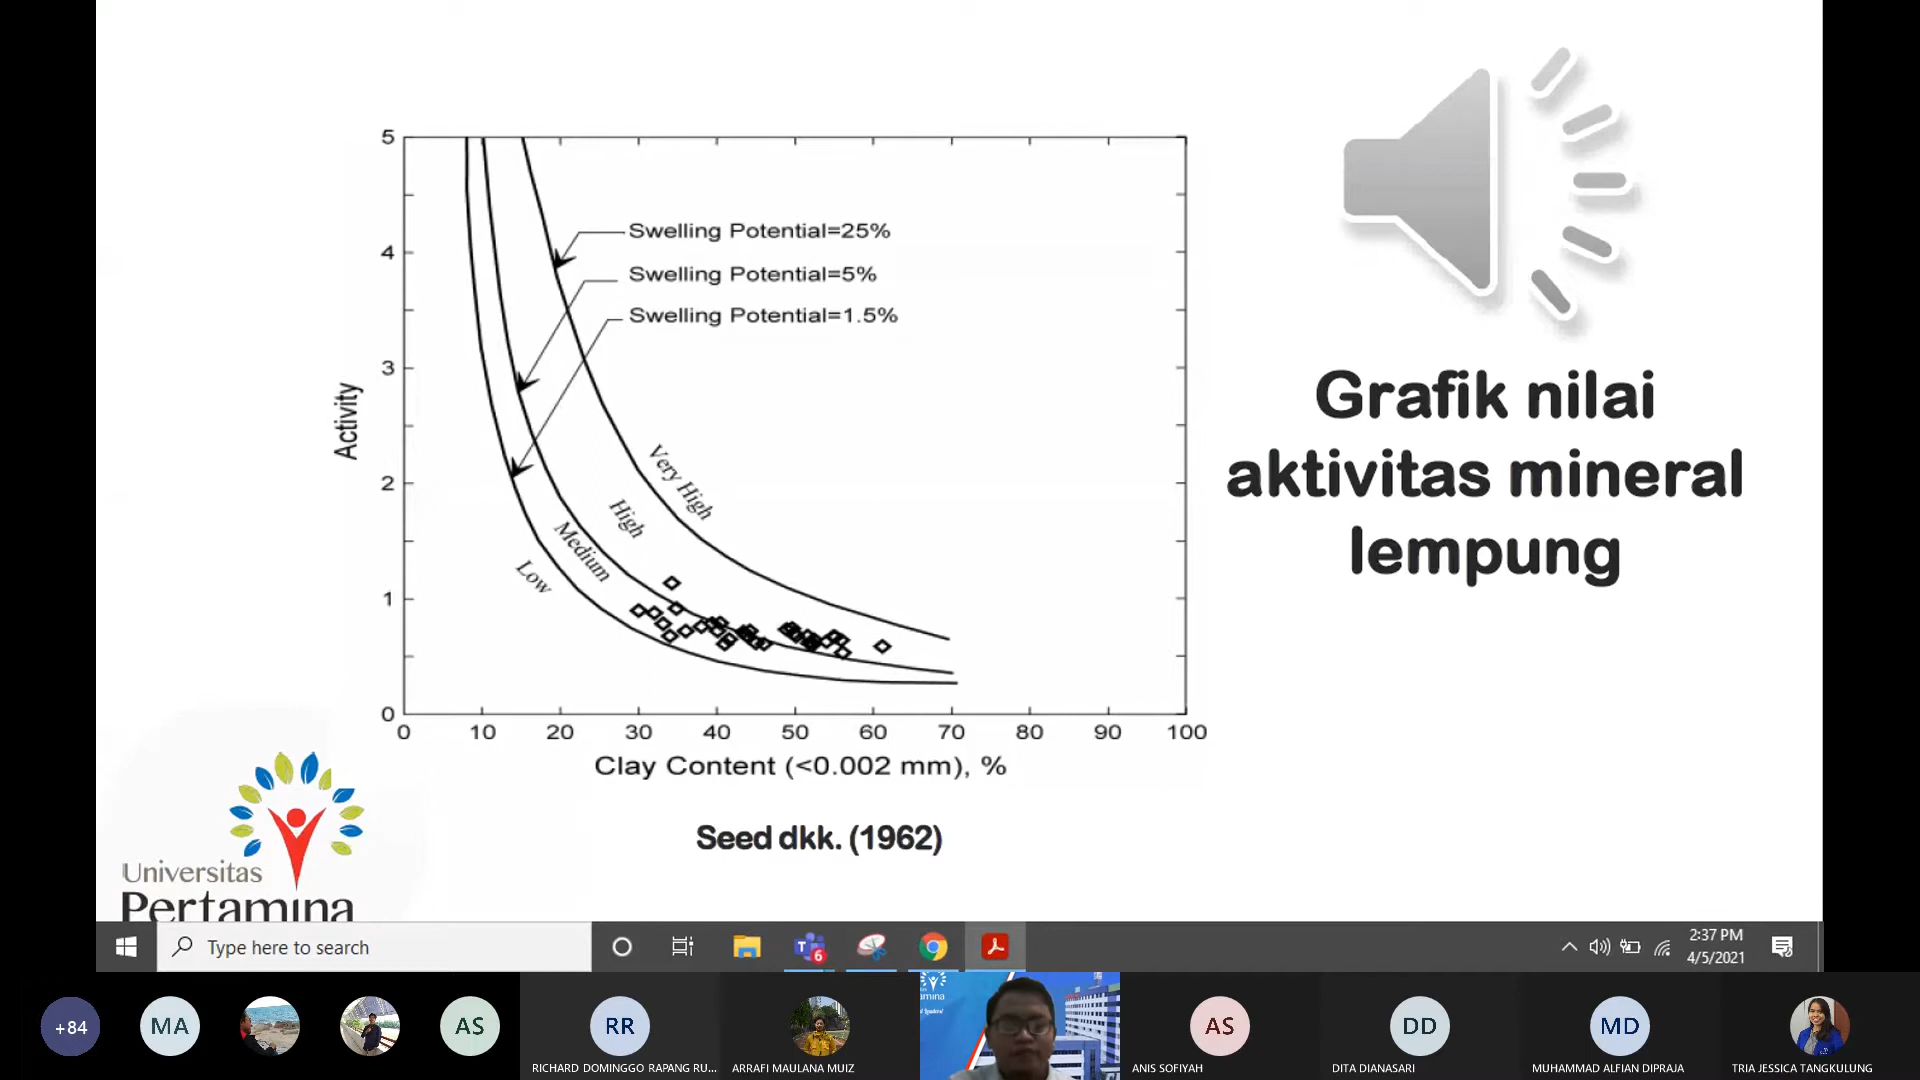 5
4
3
2
1
0
Activity
Swelling Potential=25%
Swelling Potential=5%
Swelling Potential=1.5%
Very High
High
Medium
Low
0 10 20 30 40 50 60 70 80 90 100
Clay Content (<0.002 mm), %
Seed dkk. (1962)
Grafik nilai
aktivitas mineral
lempung
Universitas
Pertamina
Type here to search
6
2:37 PM
4/5/2021
+84
MA
AS
RR
RICHARD DOMINGGO RAPANG RU...
ARRAFI MAULANA MUIZ
AS
ANIS SOFIYAH
DD
DITA DIANASARI
MD
MUHAMMAD ALFIAN DIPRAJA
TRIA JESSICA TANGKULUNG